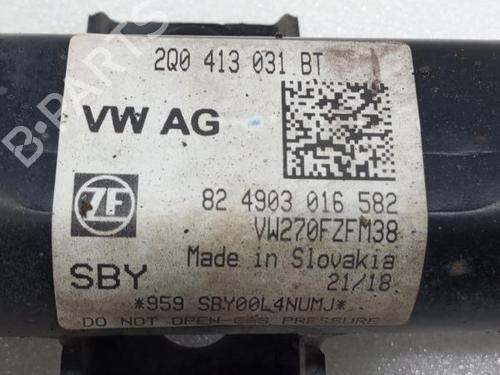 2Q0 413 031 BT
VW AG
ZF
82 4903 016 582
VW270FZFM38
Made in Slovakia
SBY
21/18
*959 SBY00L4NUMJ*
DO NOT OPEN-GAS PRESSURE
B-PARTS